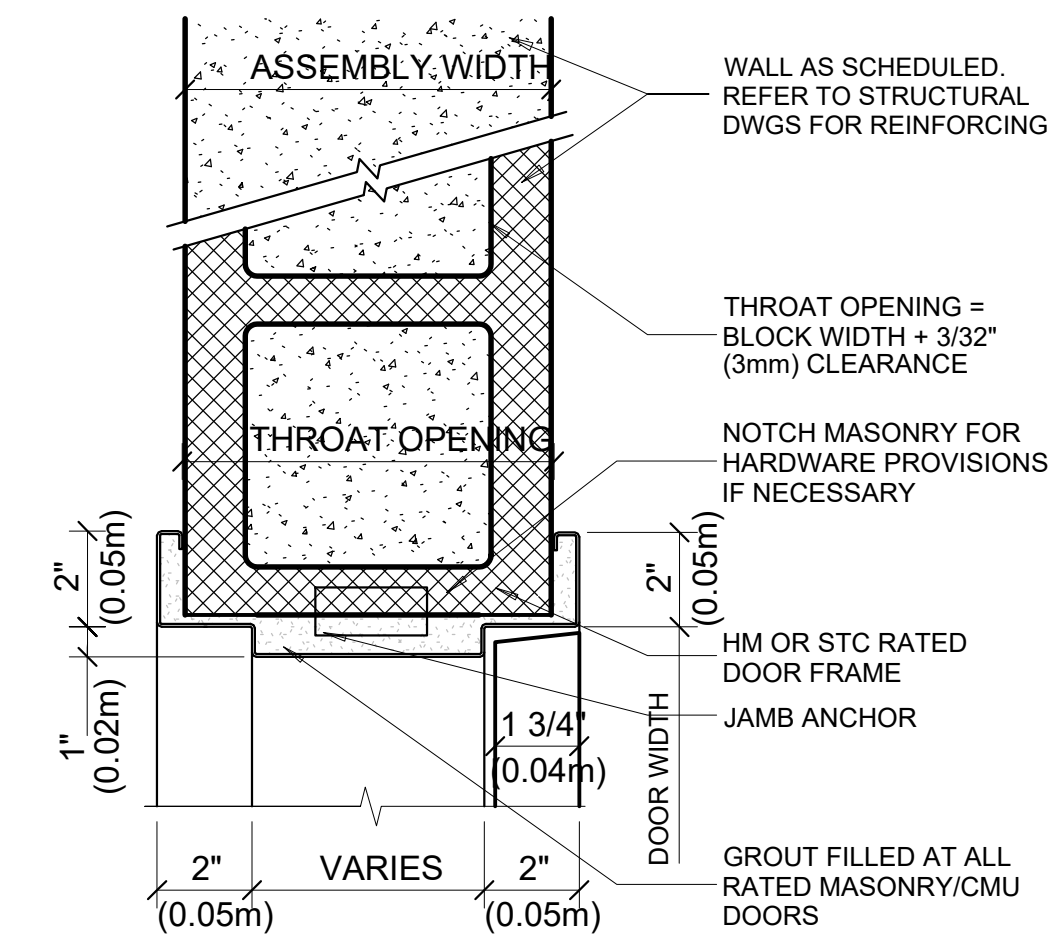 ASSEMBLY WIDTH
WALL AS SCHEDULED.
REFER TO STRUCTURAL
DWGS FOR REINFORCING
THROAT OPENING =
BLOCK WIDTH + 3/32"
(3mm) CLEARANCE
THROAT OPENING
NOTCH MASONRY FOR
HARDWARE PROVISIONS
IF NECESSARY
2"
(0.05m)
2"
(0.05m)
HM OR STC RATED
DOOR FRAME
JAMB ANCHOR
1"
(0.02m)
1 3/4"
(0.04m)
DOOR WIDTH
GROUT FILLED AT ALL
RATED MASONRY/CMU
DOORS
2"
(0.05m)
VARIES
2"
(0.05m)